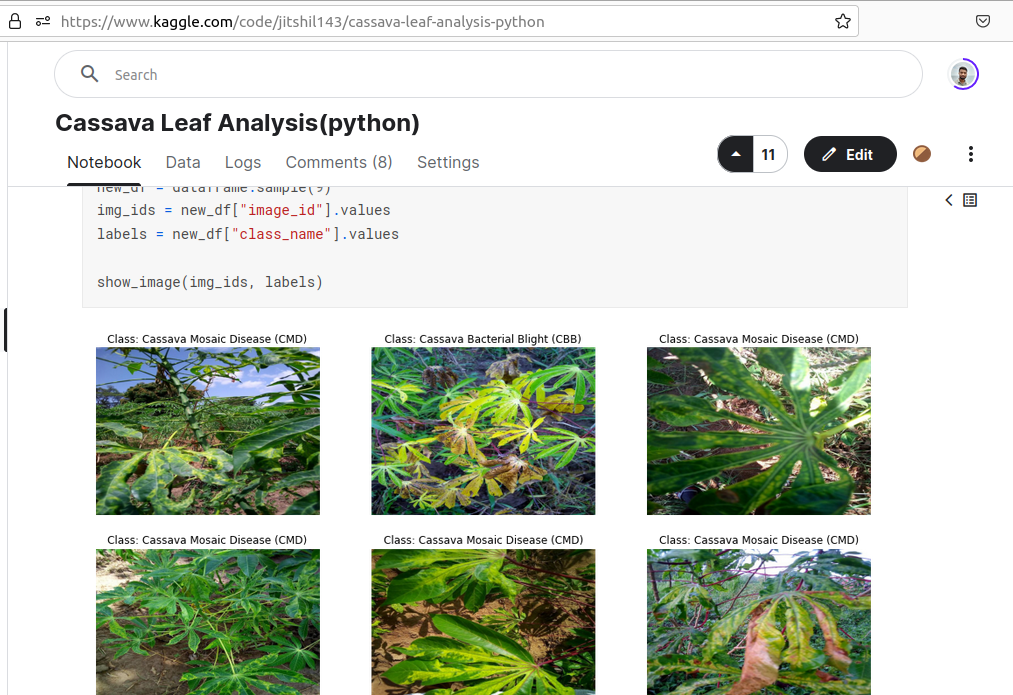 https://www.kaggle.com/code/jitshil143/cassava-leaf-analysis-python
Search
Cassava Leaf Analysis(python)
Notebook Data Logs Comments (8) Settings
11 Edit
new_df = dataframe.sample(9)
img_ids = new_df["image_id"].values
labels = new_df["class_name"].values
show_image(img_ids, labels)
Class: Cassava Mosaic Disease (CMD) Class: Cassava Bacterial Blight (CBB) Class: Cassava Mosaic Disease (CMD)
Class: Cassava Mosaic Disease (CMD) Class: Cassava Mosaic Disease (CMD) Class: Cassava Mosaic Disease (CMD)